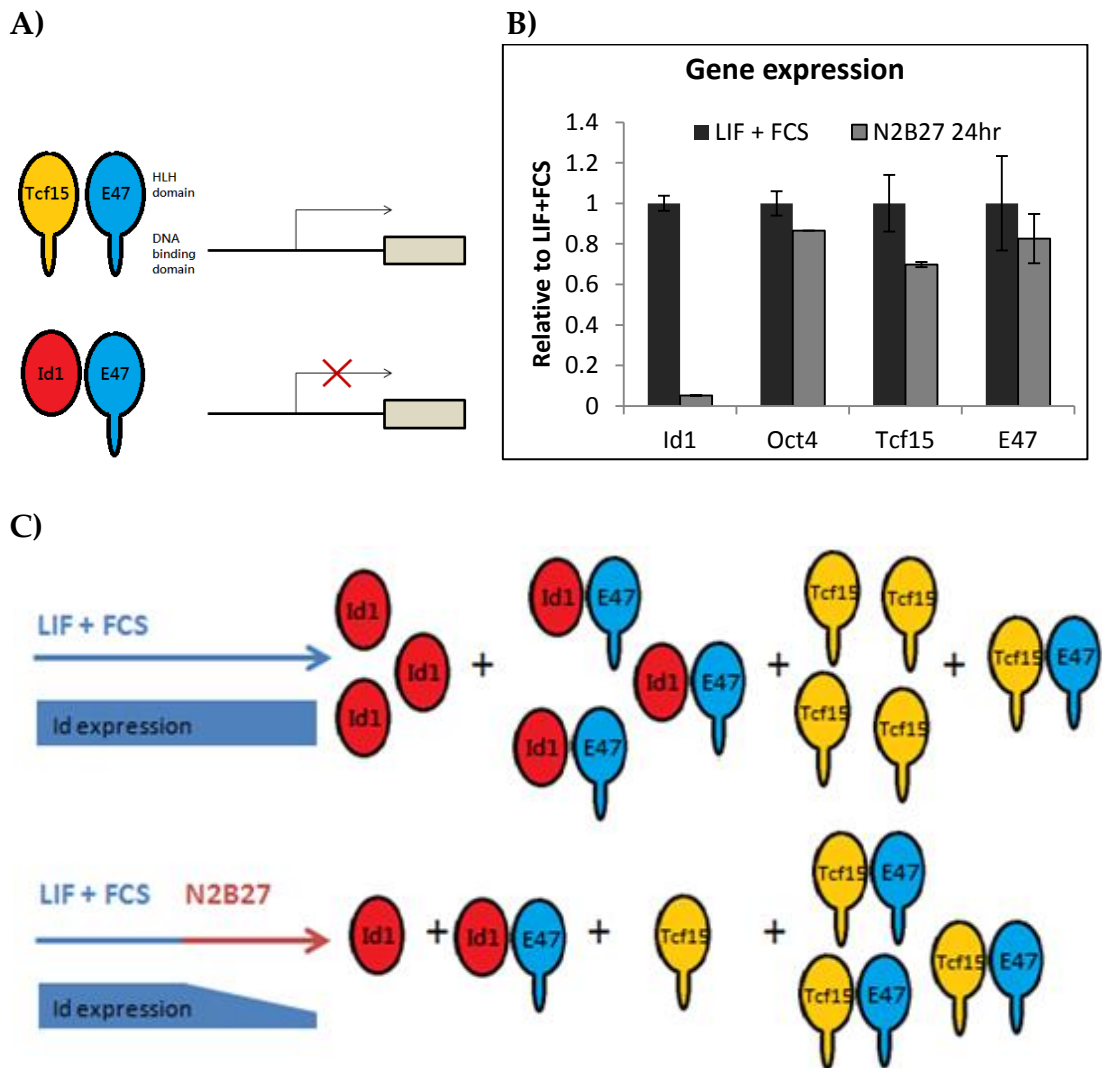 A)
Tcf15
E47
HLH
domain
DNA
binding
domain
Id1
E47
B)
Gene expression
LIF + FCS
N2B27 24hr
Relative to LIF+FCS
1.4
1.2
1
0.8
0.6
0.4
0.2
0
Id1
Oct4
Tcf15
E47
C)
LIF + FCS
Id expression
Id1
Id1
Id1
+
Id1
E47
Id1
E47
Id1
E47
+
Tcf15
Tcf15
Tcf15
Tcf15
+
Tcf15
E47
LIF + FCS
N2B27
Id expression
Id1
+
Id1
E47
+
Tcf15
+
Tcf15
E47
Tcf15
E47
Tcf15
E47